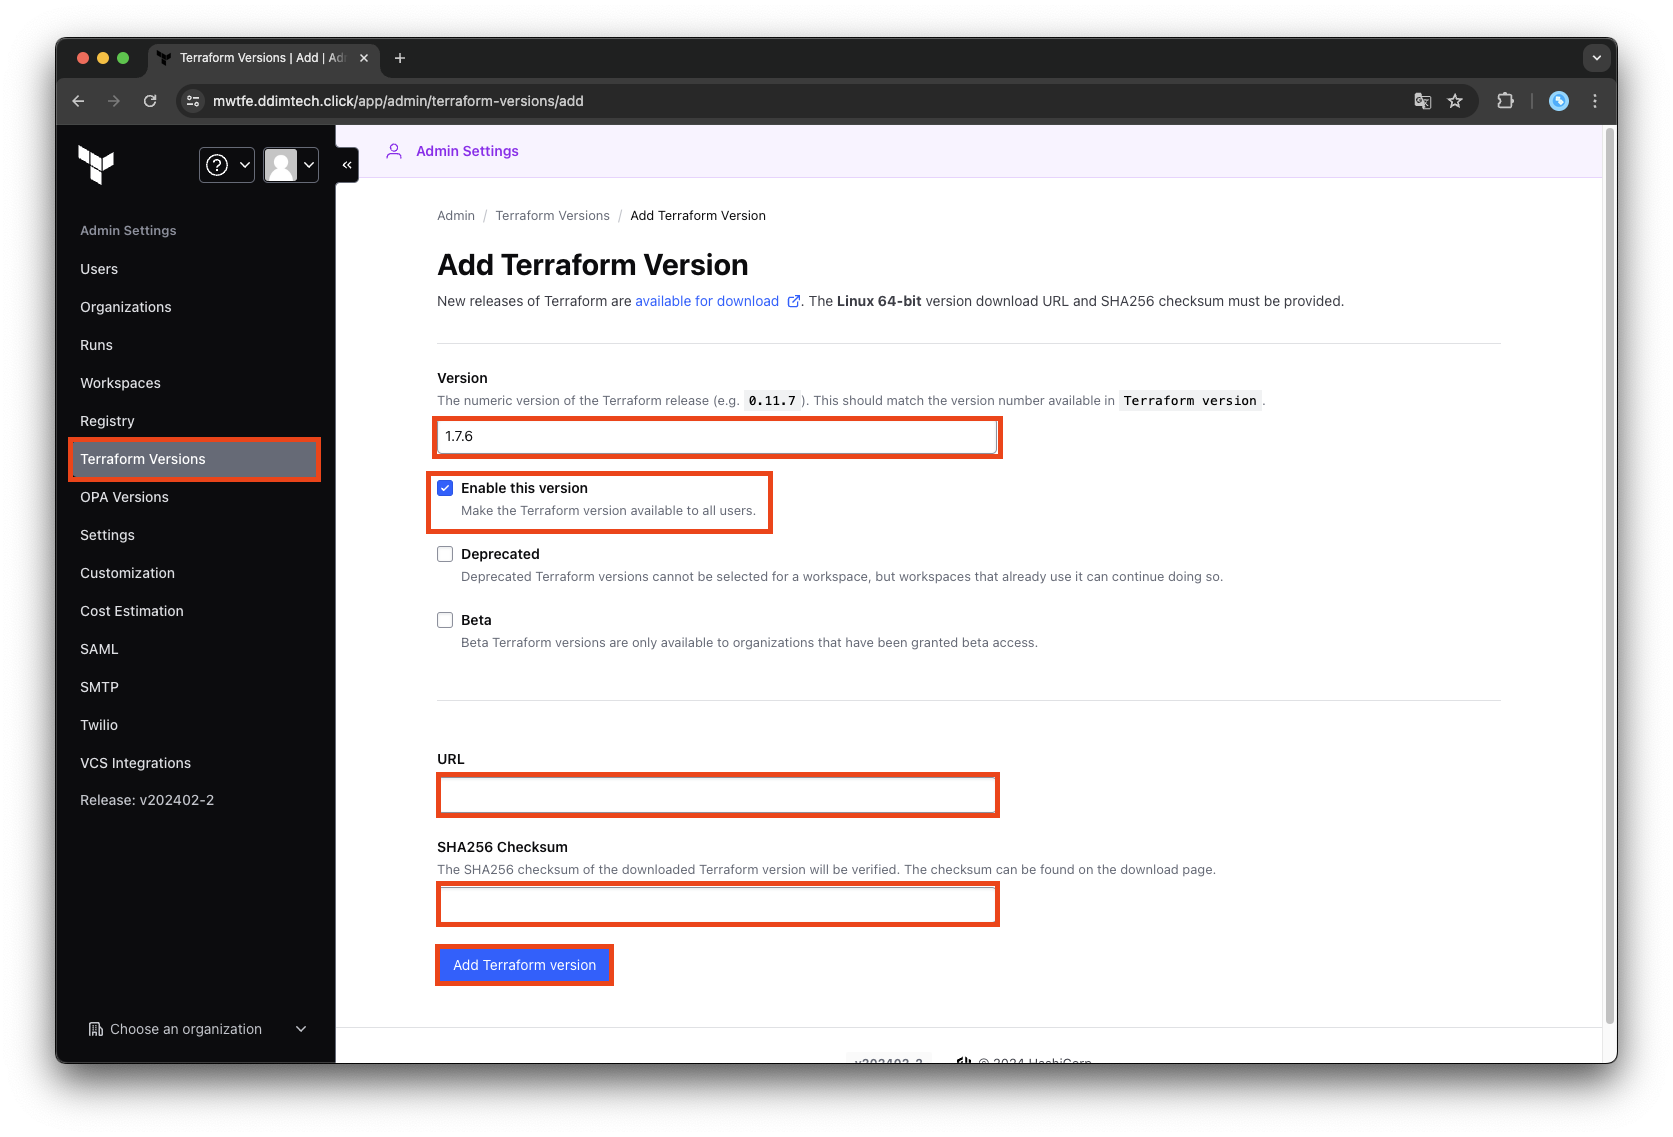 Terraform Versions | Add | Ad
mwtfe.ddimtech.click/app/admin/terraform-versions/add
Admin Settings
Admin Settings
Users
Organizations
Runs
Workspaces
Registry
Terraform Versions
OPA Versions
Settings
Customization
Cost Estimation
SAML
SMTP
Twilio
VCS Integrations
Release: v202402-2
Choose an organization
Admin / Terraform Versions / Add Terraform Version
Add Terraform Version
New releases of Terraform are available for download. The Linux 64-bit version download URL and SHA256 checksum must be provided.
Version
The numeric version of the Terraform release (e.g. 0.11.7 ). This should match the version number available in Terraform version .
1.7.6
Enable this version
Make the Terraform version available to all users.
Deprecated
Deprecated Terraform versions cannot be selected for a workspace, but workspaces that already use it can continue doing so.
Beta
Beta Terraform versions are only available to organizations that have been granted beta access.
URL
SHA256 Checksum
The SHA256 checksum of the downloaded Terraform version will be verified. The checksum can be found on the download page.
Add Terraform version
v202402-2 © 2024 HashiCorp